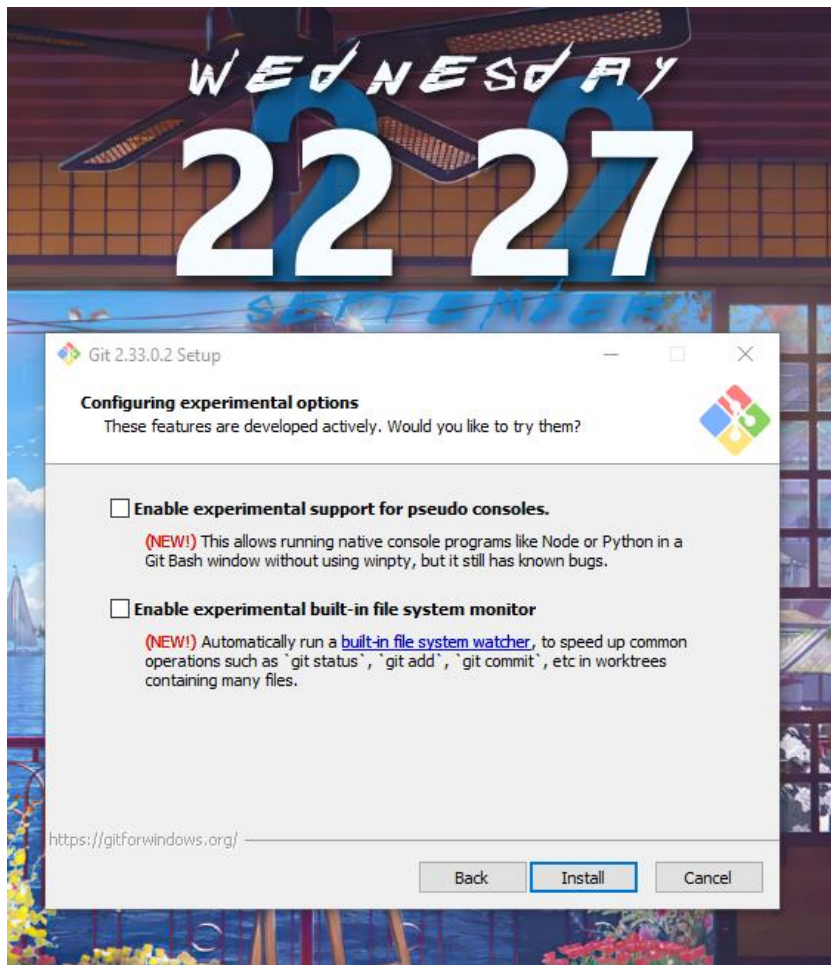 WEDNESDAY
22 27
22
SEPTEMBER
Git 2.33.0.2 Setup
Configuring experimental options
These features are developed actively. Would you like to try them?
Enable experimental support for pseudo consoles.
(NEW!) This allows running native console programs like Node or Python in a
Git Bash window without using winpty, but it still has known bugs.
Enable experimental built-in file system monitor
(NEW!) Automatically run a built-in file system watcher, to speed up common
operations such as `git status`, `git add`, `git commit`, etc in worktrees
containing many files.
https://gitforwindows.org/
Back Install Cancel